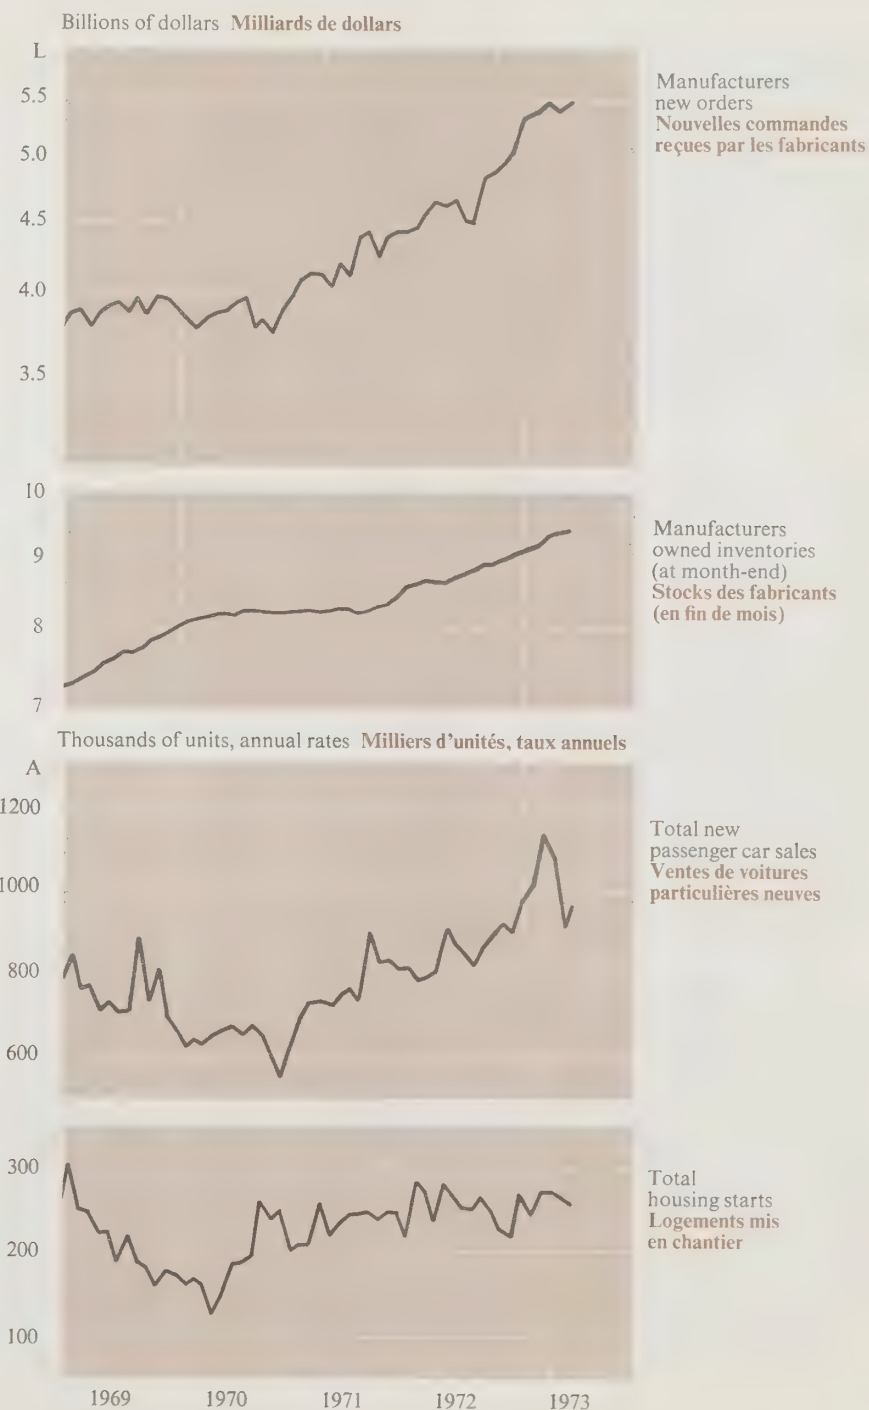 Billions of dollars Milliards de dollars
L
5.5
5.0
4.5
4.0
3.5
Manufacturers
new orders
Nouvelles commandes
reçues par les fabricants
10
9
8
7
Manufacturers
owned inventories
(at month-end)
Stocks des fabricants
(en fin de mois)
Thousands of units, annual rates Milliers d'unités, taux annuels
A
1200
1000
800
600
Total new
passenger car sales
Ventes de voitures
particulières neuves
300
200
100
Total
housing starts
Logements mis
en chantier
1969 1970 1971 1972 1973